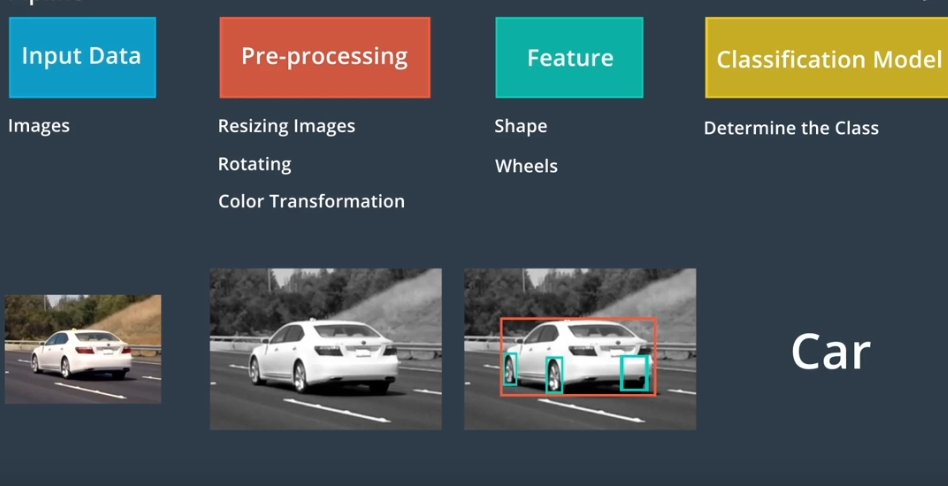 Input Data
Pre-processing
Feature
Classification Model
Images
Resizing Images
Shape
Determine the Class
Rotating
Wheels
Color Transformation
Car